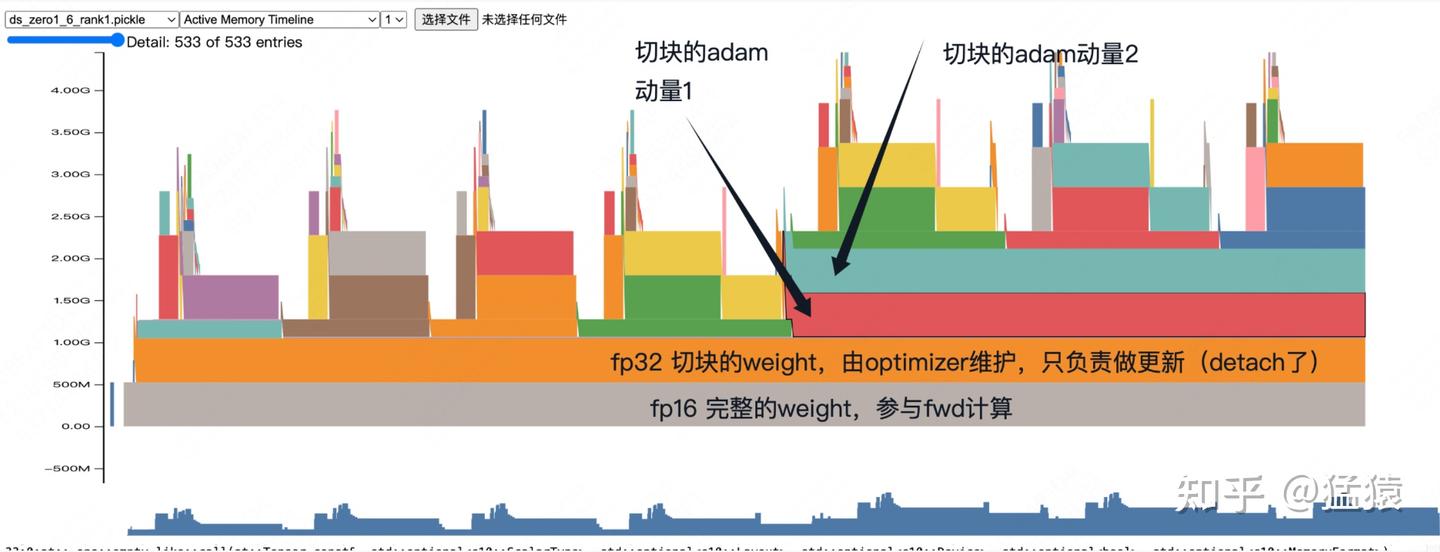 ds_zero1_6_rank1.pickle Active Memory Timeline 1 选择文件 未选择任何文件
Detail: 533 of 533 entries
切块的adam
动量1
切块的adam动量2
4.00G
3.50G
3.00G
2.50G
2.00G
1.50G
1.00G
500M
0.00
−500M
fp32 切块的weight，由optimizer维护，只负责做更新（detach了）
fp16 完整的weight，参与fwd计算
知乎 @猛猿